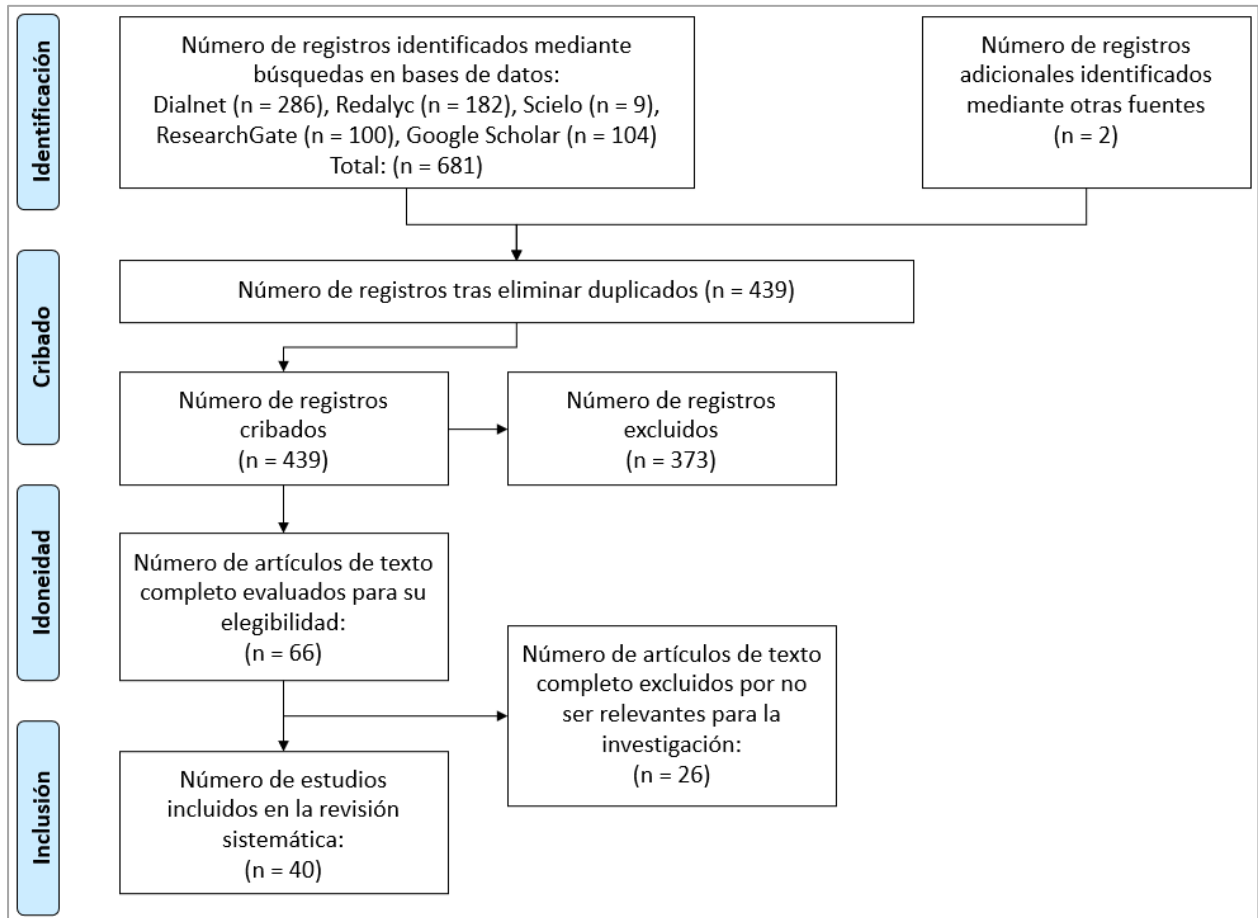 Identificación
Número de registros identificados mediante
búsquedas en bases de datos:
Dialnet (n = 286), Redalyc (n = 182), Scielo (n = 9),
ResearchGate (n = 100), Google Scholar (n = 104)
Total: (n = 681)
Número de registros
adicionales identificados
mediante otras fuentes
(n = 2)
Cribado
Número de registros tras eliminar duplicados (n = 439)
Número de registros
cribados
(n = 439)
Número de registros
excluidos
(n = 373)
Idoneidad
Número de artículos de texto
completo evaluados para su
elegibilidad:
(n = 66)
Número de artículos de texto
completo excluidos por no
ser relevantes para la
investigación:
(n = 26)
Inclusión
Número de estudios
incluidos en la revisión
sistemática:
(n = 40)